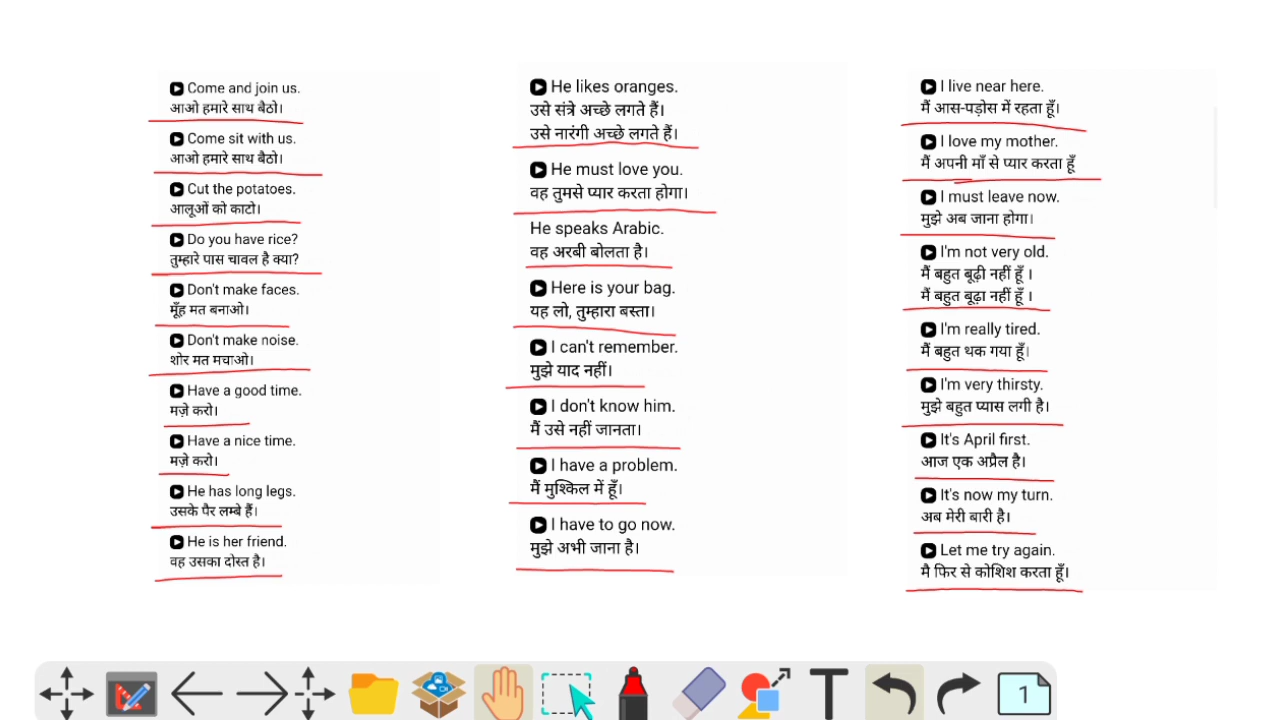 Come and join us.
आओ हमारे साथ बैठो।
Come sit with us.
आओ हमारे साथ बैठो।
Cut the potatoes.
आलूओं को काटो।
Do you have rice?
तुम्हारे पास चावल है क्या?
Don't make faces.
मूँह मत बनाओ।
Don't make noise.
शोर मत मचाओ।
Have a good time.
मज़े करो।
Have a nice time.
मज़े करो।
He has long legs.
उसके पैर लम्बे हैं।
He is her friend.
वह उसका दोस्त है।
He likes oranges.
उसे संत्रे अच्छे लगते हैं।
उसे नारंगी अच्छे लगते हैं।
He must love you.
वह तुमसे प्यार करता होगा।
He speaks Arabic.
वह अरबी बोलता है।
Here is your bag.
यह लो, तुम्हारा बस्ता।
I can't remember.
मुझे याद नहीं।
I don't know him.
मैं उसे नहीं जानता।
I have a problem.
मैं मुश्किल में हूँ।
I have to go now.
मुझे अभी जाना है।
I live near here.
मैं आस-पड़ोस में रहता हूँ।
I love my mother.
मैं अपनी माँ से प्यार करता हूँ
I must leave now.
मुझे अब जाना होगा।
I'm not very old.
मैं बहुत बूढ़ी नहीं हूँ ।
मैं बहुत बूढ़ा नहीं हूँ ।
I'm really tired.
मैं बहुत थक गया हूँ।
I'm very thirsty.
मुझे बहुत प्यास लगी है।
It's April first.
आज एक अप्रैल है।
It's now my turn.
अब मेरी बारी है।
Let me try again.
मै फिर से कोशिश करता हूँ।
T
1